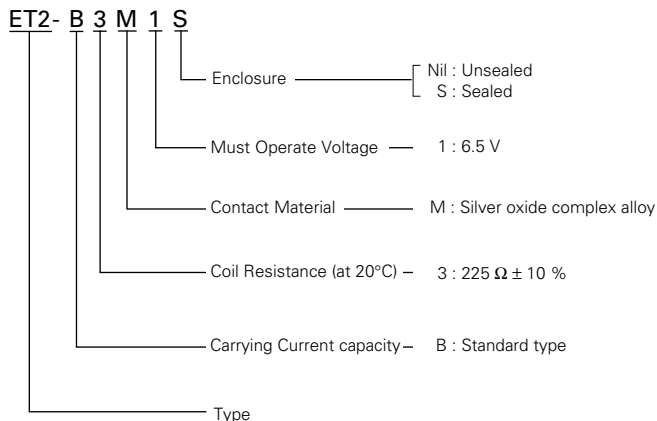 ET2- B 3 M 1 S
Enclosure
Nil : Unsealed
S : Sealed
Must Operate Voltage
1 : 6.5 V
Contact Material
M : Silver oxide complex alloy
Coil Resistance (at 20°C)
3 : 225 Ω ± 10 %
Carrying Current capacity
B : Standard type
Type